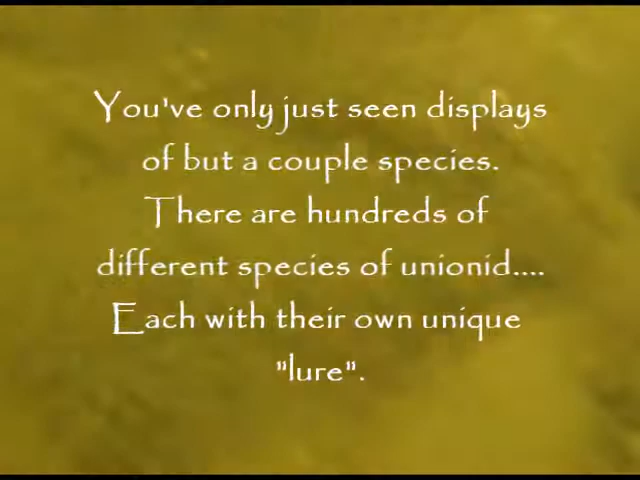 You've only just seen displays
of but a couple species.
There are hundreds of
different species of unionid....
Each with their own unique
"lure".